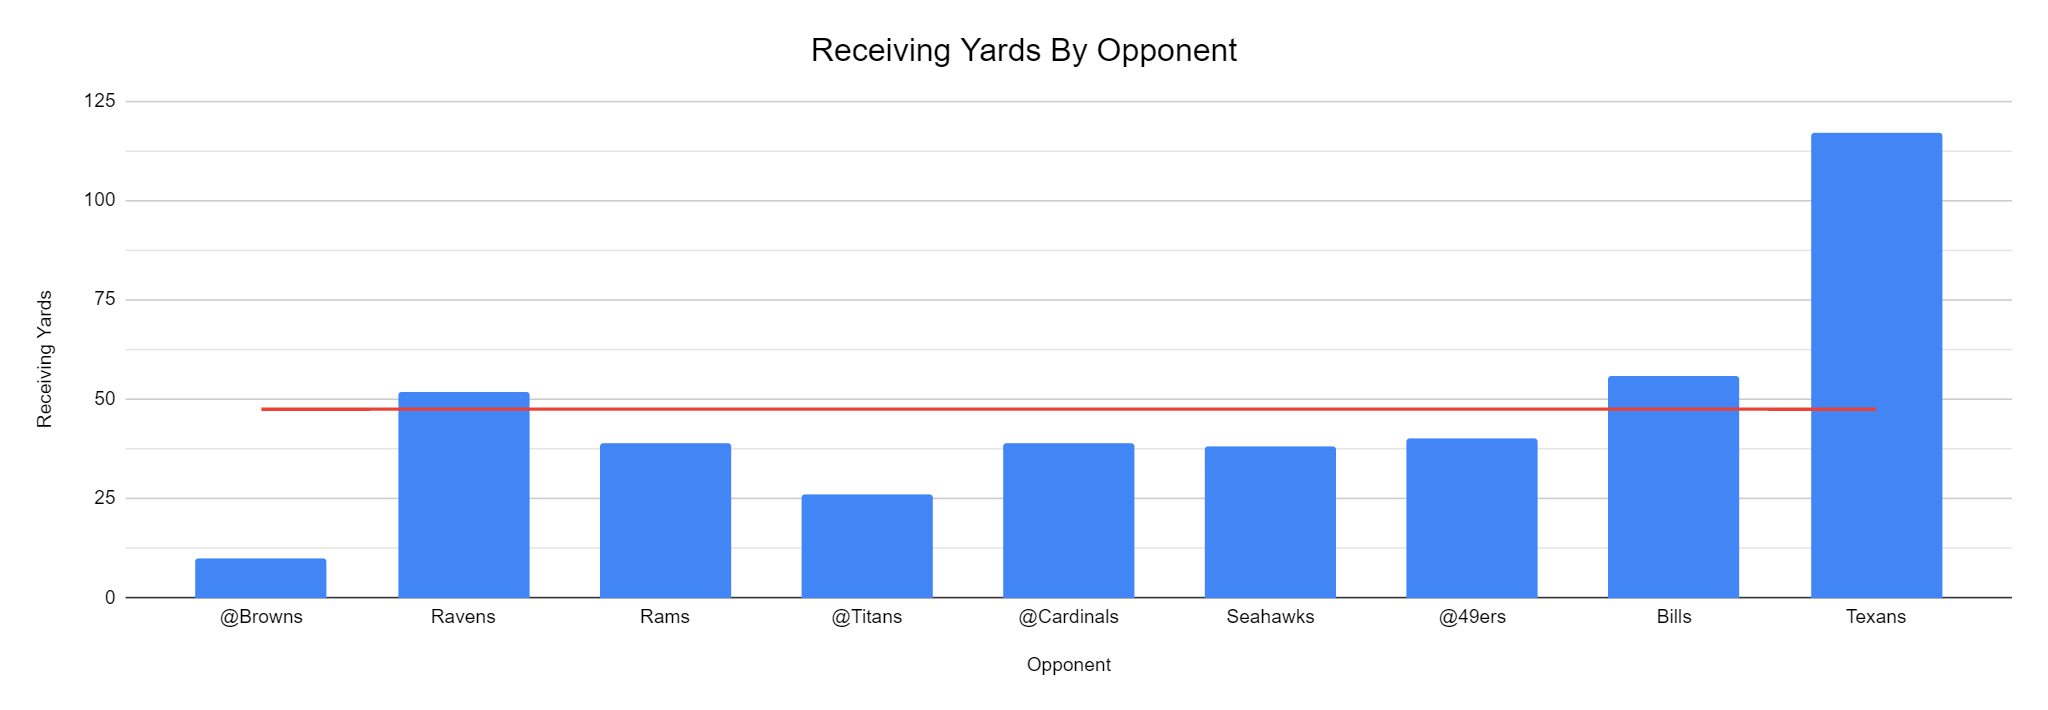 Receiving Yards By Opponent
Receiving Yards
125
100
75
50
25
0
@Browns Ravens Rams @Titans @Cardinals Seahawks @49ers Bills Texans
Opponent